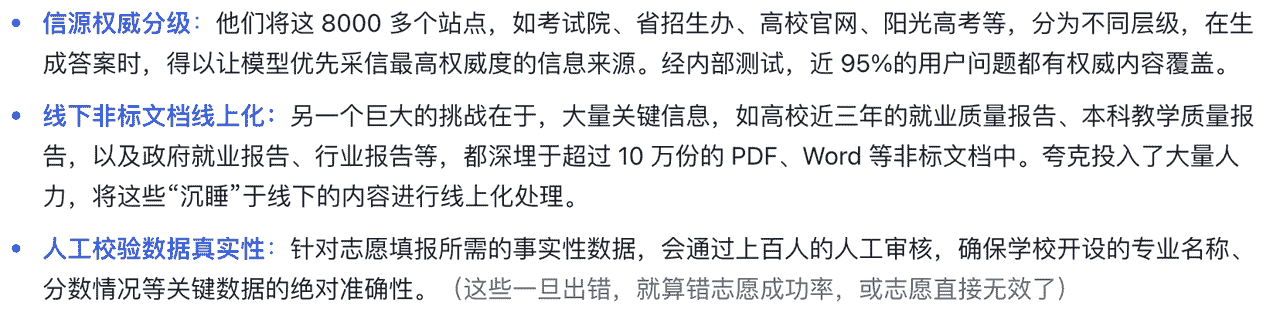 • 信源权威分级：他们将这 8000 多个站点，如考试院、省招生办、高校官网、阳光高考等，分为不同层级，在生
成答案时，得以让模型优先采信最高权威度的信息来源。经内部测试，近 95%的用户问题都有权威内容覆盖。
• 线下非标文档线上化：另一个巨大的挑战在于，大量关键信息，如高校近三年的就业质量报告、本科教学质量报
告，以及政府就业报告、行业报告等，都深埋于超过 10 万份的 PDF、Word 等非标文档中。夸克投入了大量人
力，将这些“沉睡”于线下的内容进行线上化处理。
• 人工校验数据真实性：针对志愿填报所需的事实性数据，会通过上百人的人工审核，确保学校开设的专业名称、
分数情况等关键数据的绝对准确性。（这些一旦出错，就算错志愿成功率，或志愿直接无效了）